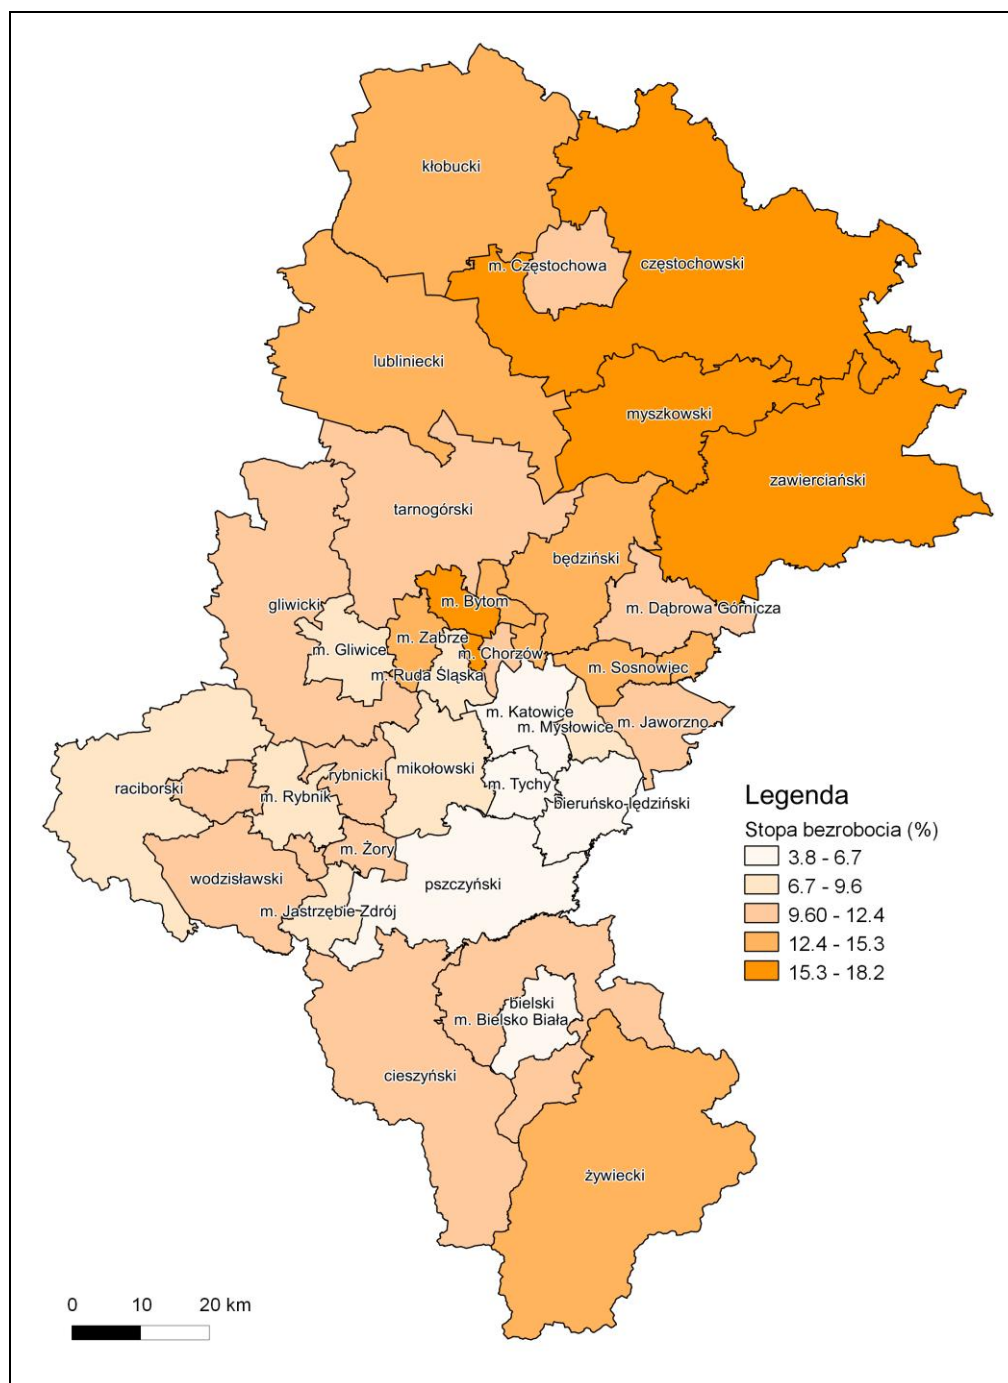 kłobucki
m. Częstochowa
częstochowski
lubliniecki
myszkowski
zawierciański
tarnogórski
będziński
gliwicki
m. Bytom
m. Dąbrowa Górnicza
m. Gliwice
m. Zabrze
m. Chorzów
m. Ruda Śląska
m. Sosnowiec
m. Katowice
m. Mysłowice
m. Jaworzno
raciborski
m. Rybnik
rybnicki
mikołowski
m. Tychy
bieruńsko-lędziński
m. Żory
wodzisławski
pszczyński
m. Jastrzębie Zdrój
bielski
m. Bielsko Biała
cieszyński
żywiecki
Legenda
Stopa bezrobocia (%)
3.8 - 6.7
6.7 - 9.6
9.60 - 12.4
12.4 - 15.3
15.3 - 18.2
0 10 20 km